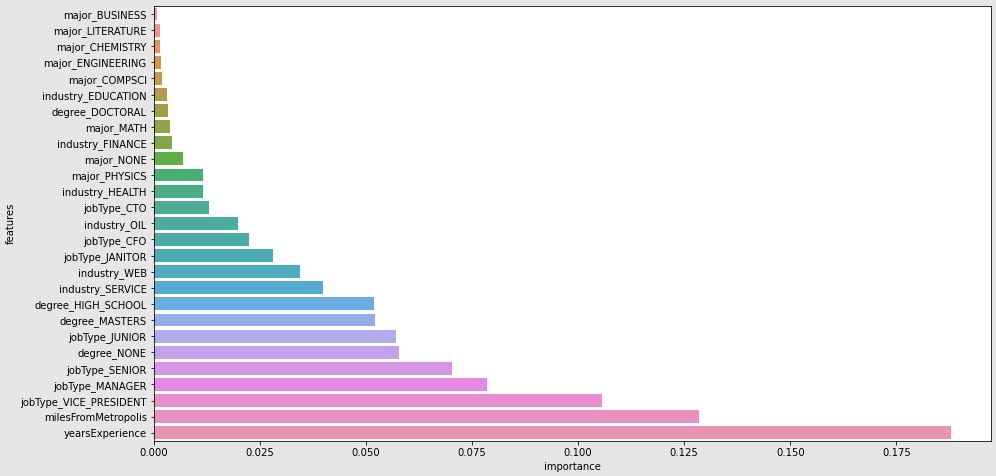 major_BUSINESS
major_LITERATURE
major_CHEMISTRY
major_ENGINEERING
major_COMPSCI
industry_EDUCATION
degree_DOCTORAL
major_MATH
industry_FINANCE
major_NONE
major_PHYSICS
industry_HEALTH
jobType_CTO
industry_OIL
jobType_CFO
jobType_JANITOR
industry_WEB
industry_SERVICE
degree_HIGH_SCHOOL
degree_MASTERS
jobType_JUNIOR
degree_NONE
jobType_SENIOR
jobType_MANAGER
jobType_VICE_PRESIDENT
milesFromMetropolis
yearsExperience
features
0.000 0.025 0.050 0.075 0.100 0.125 0.150 0.175
importance